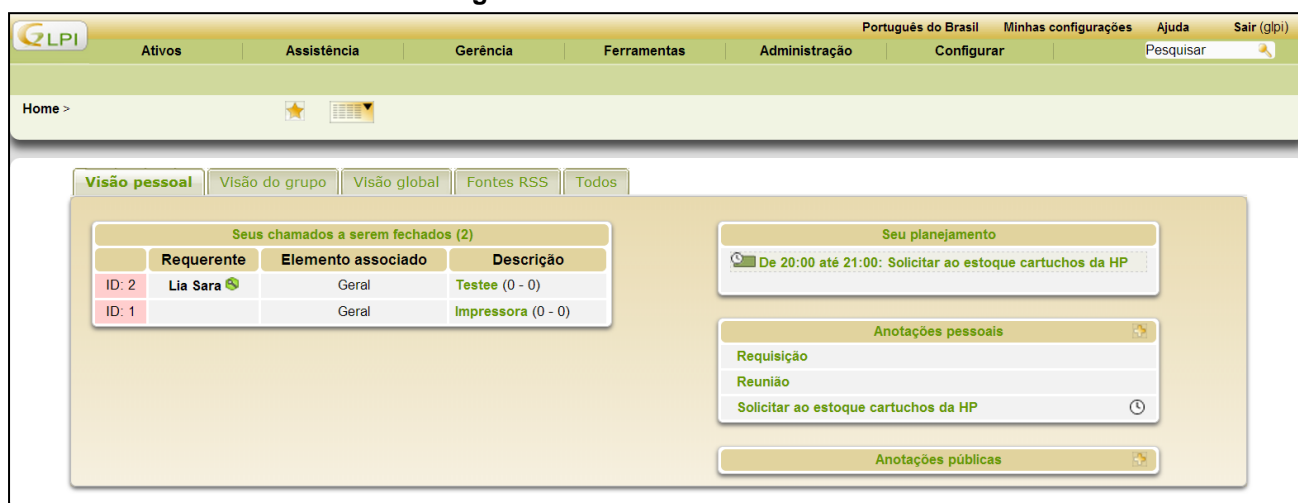 GLPI
Português do Brasil Minhas configurações Ajuda Sair (glpi)
Ativos Assistência Gerência Ferramentas Administração Configurar Pesquisar
Home >
Visão pessoal Visão do grupo Visão global Fontes RSS Todos
Seus chamados a serem fechados (2)
Requerente Elemento associado Descrição
ID: 2 Lia Sara Geral Testee (0 - 0)
ID: 1 Geral Impressora (0 - 0)
Seu planejamento
De 20:00 até 21:00: Solicitar ao estoque cartuchos da HP
Anotações pessoais
Requisição
Reunião
Solicitar ao estoque cartuchos da HP
Anotações públicas